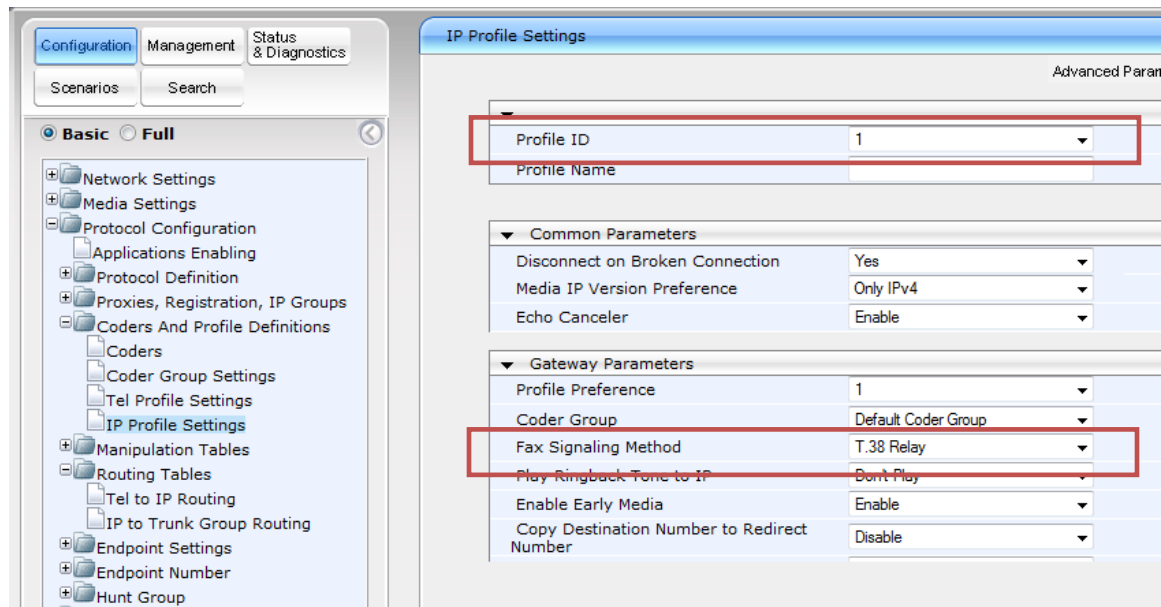 Configuration
Management
Status
& Diagnostics
Scenarios
Search
Basic
Full
Network Settings
Media Settings
Protocol Configuration
Applications Enabling
Protocol Definition
Proxies, Registration, IP Groups
Coders And Profile Definitions
Coders
Coder Group Settings
Tel Profile Settings
IP Profile Settings
Manipulation Tables
Routing Tables
Tel to IP Routing
IP to Trunk Group Routing
Endpoint Settings
Endpoint Number
Hunt Group
IP Profile Settings
Advanced Param
Profile ID 1
Profile Name
Common Parameters
Disconnect on Broken Connection Yes
Media IP Version Preference Only IPv4
Echo Canceler Enable
Gateway Parameters
Profile Preference 1
Coder Group Default Coder Group
Fax Signaling Method T.38 Relay
Play Ringback Tone to IP Don't Play
Enable Early Media Enable
Copy Destination Number to Redirect
Number Disable